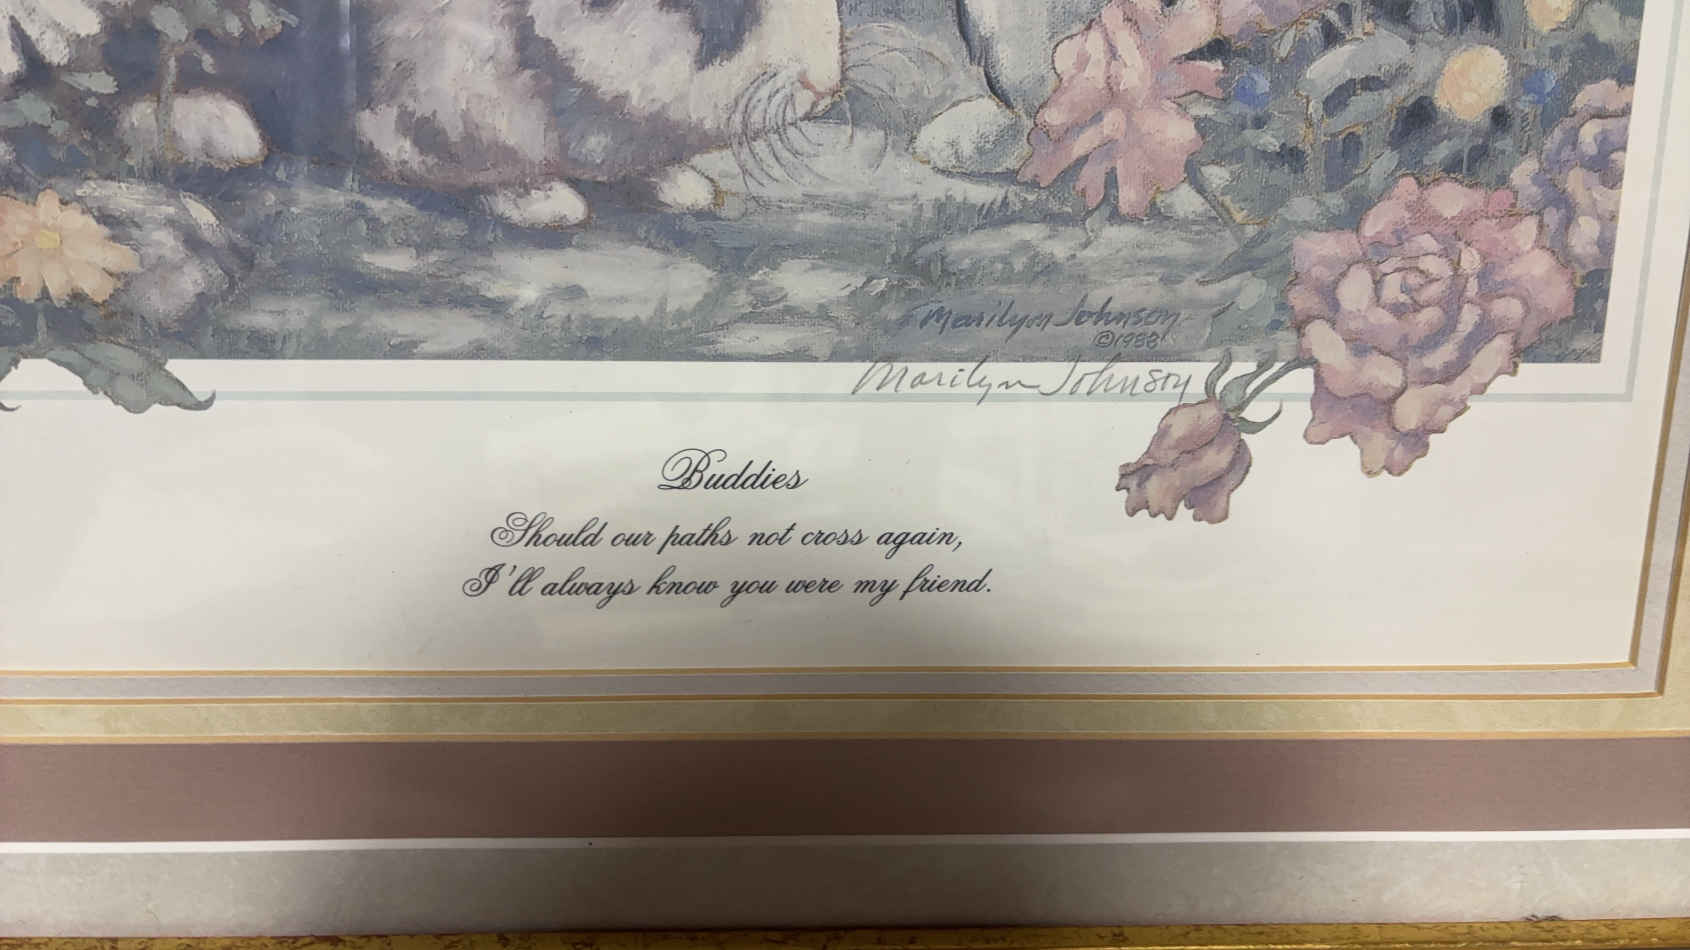 Marilyn Johnson
©1988
Marilyn Johnson
Buddies
Should our paths not cross again,
I'll always know you were my friend.